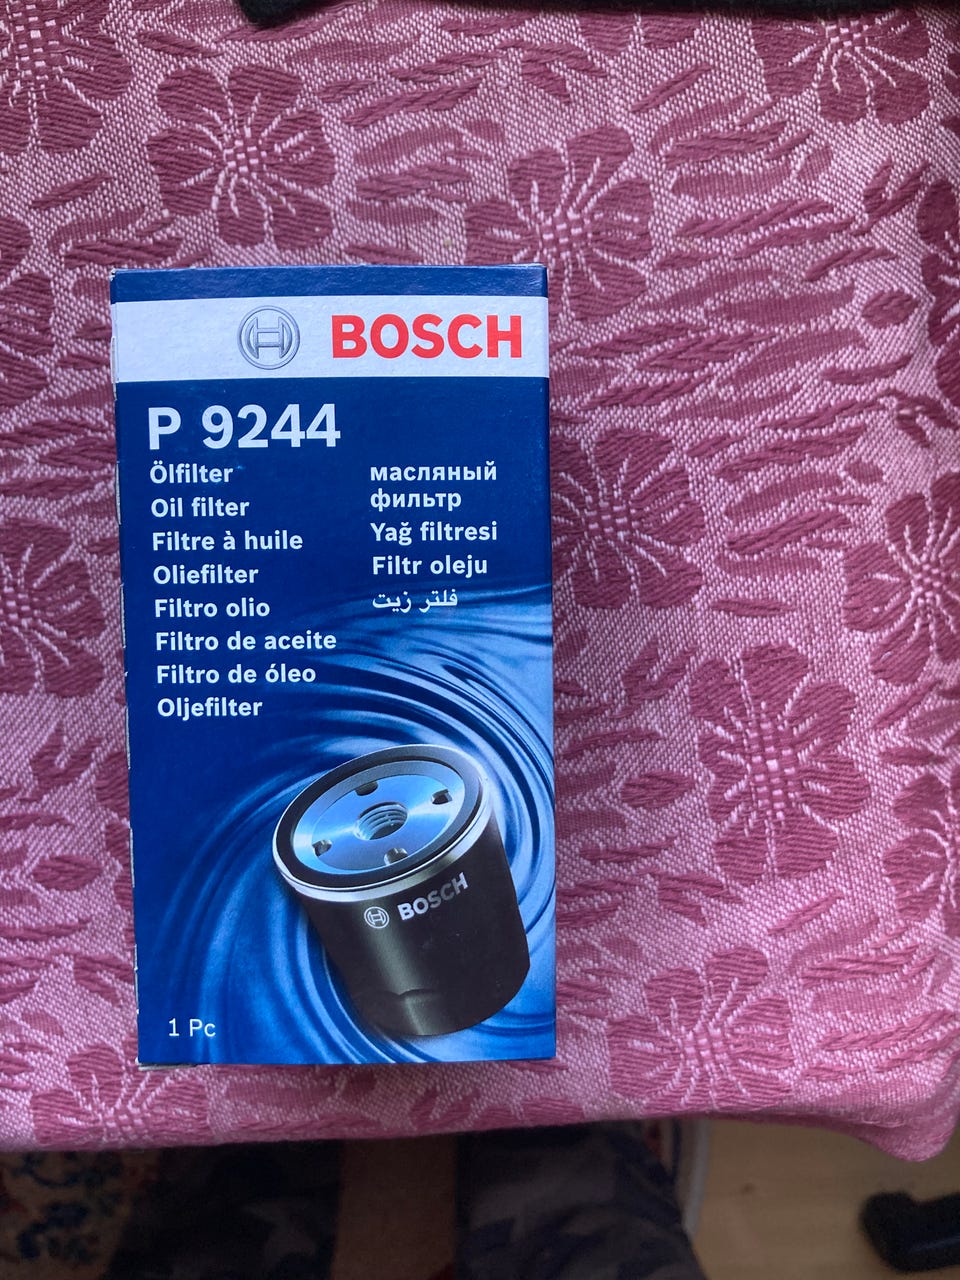 BOSCH
P 9244
Ölfilter
Oil filter
Filtre à huile
Oliefilter
Filtro olio
Filtro de aceite
Filtro de óleo
Oljefilter
масляный
фильтр
Yağ filtresi
Filtr oleju
فلتر زيت
BOSCH
1 Pc